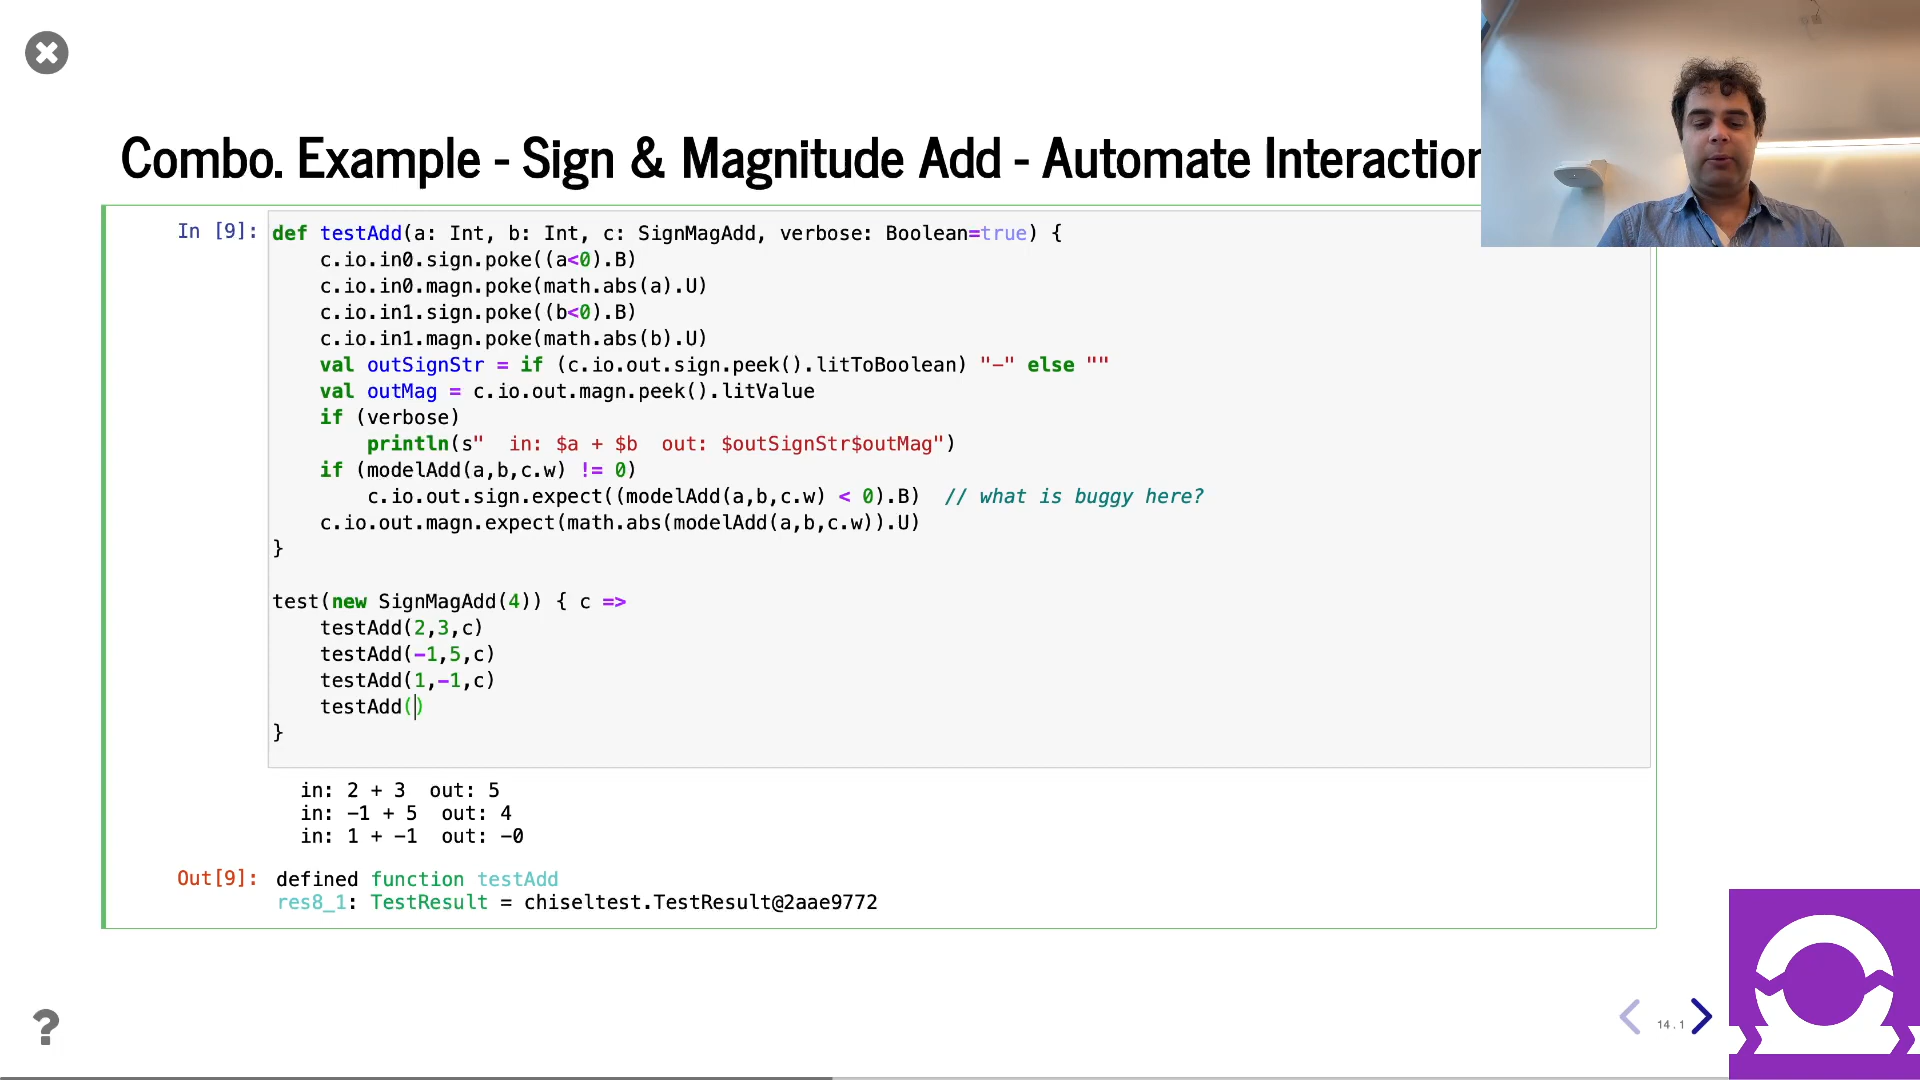 Combo. Example - Sign & Magnitude Add - Automate Interaction
In [9]:
def testAdd(a: Int, b: Int, c: SignMagAdd, verbose: Boolean=true) {
    c.io.in0.sign.poke((a<0).B)
    c.io.in0.magn.poke(math.abs(a).U)
    c.io.in1.sign.poke((b<0).B)
    c.io.in1.magn.poke(math.abs(b).U)
    val outSignStr = if (c.io.out.sign.peek().litToBoolean) "-" else ""
    val outMag = c.io.out.magn.peek().litValue
    if (verbose)
        println(s"  in: $a + $b  out: $outSignStr$outMag")
    if (modelAdd(a,b,c.w) != 0)
        c.io.out.sign.expect((modelAdd(a,b,c.w) < 0).B)  // what is buggy here?
    c.io.out.magn.expect(math.abs(modelAdd(a,b,c.w)).U)
}
test(new SignMagAdd(4)) { c =>
    testAdd(2,3,c)
    testAdd(-1,5,c)
    testAdd(1,-1,c)
    testAdd()
}
in: 2 + 3  out: 5
in: -1 + 5  out: 4
in: 1 + -1  out: -0
Out[9]: defined function testAdd
res8_1: TestResult = chiseltest.TestResult@2aae9772
?
14.1